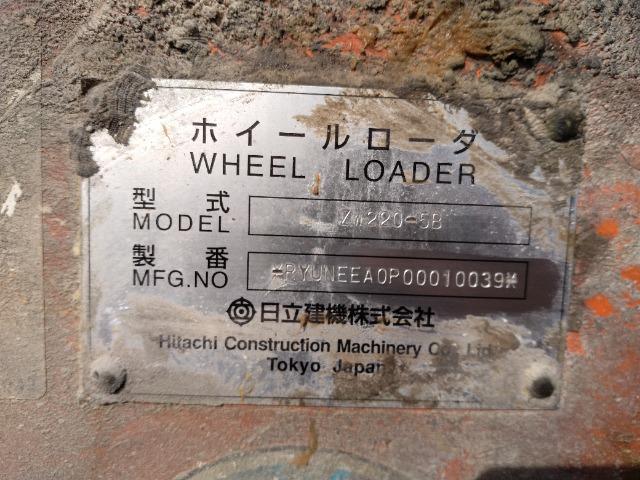 ホイールローダ
WHEEL LOADER
型式
MODEL ZW220-5B
製番
MFG.NO *RYUNEEA0P00010039*
日立建機株式会社
Hitachi Construction Machinery Co., Ltd.
Tokyo Japan